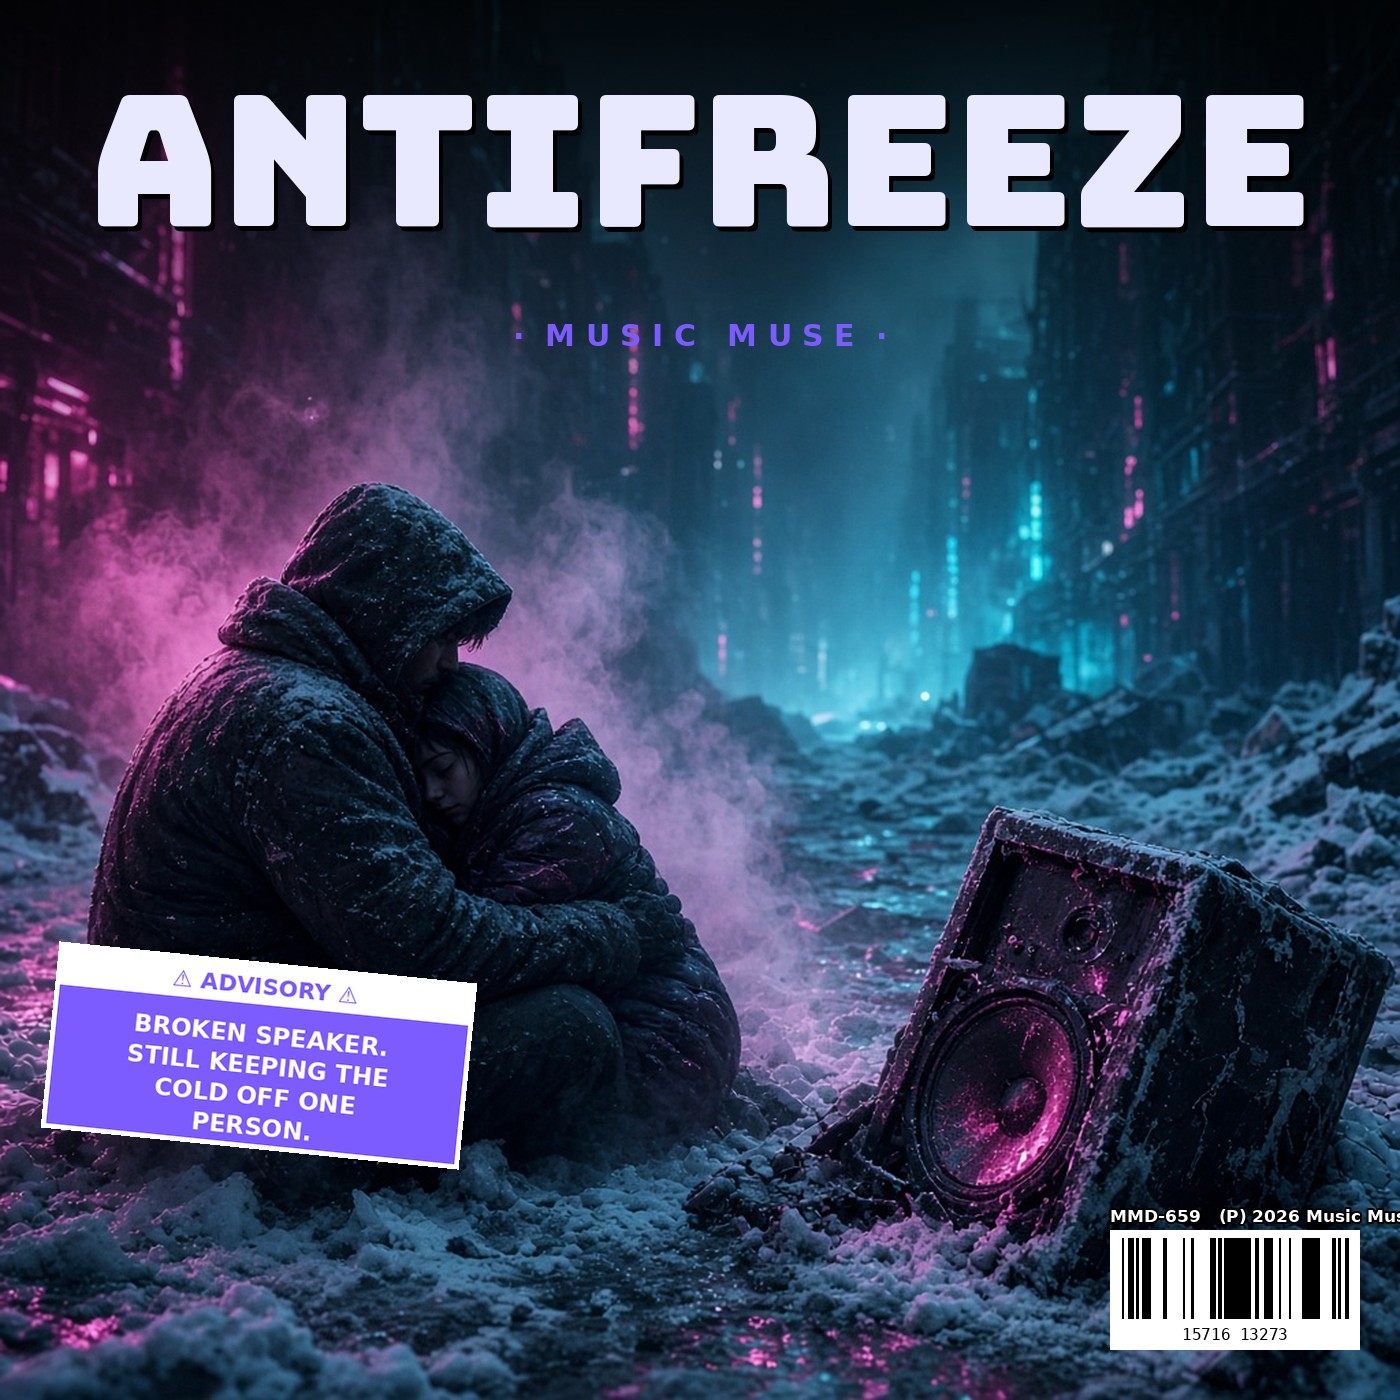 ANTIFREEZE
· MUSIC MUSE ·
⚠ ADVISORY ⚠
BROKEN SPEAKER.
STILL KEEPING THE
COLD OFF ONE
PERSON.
MMD-659 (P) 2026 Music Mus
15716 13273